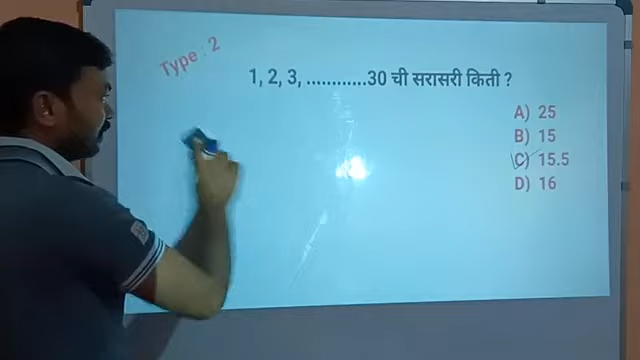 Type : 2
1, 2, 3, ............30 ची सरासरी किती ?
A) 25
B) 15
C) 15.5
D) 16